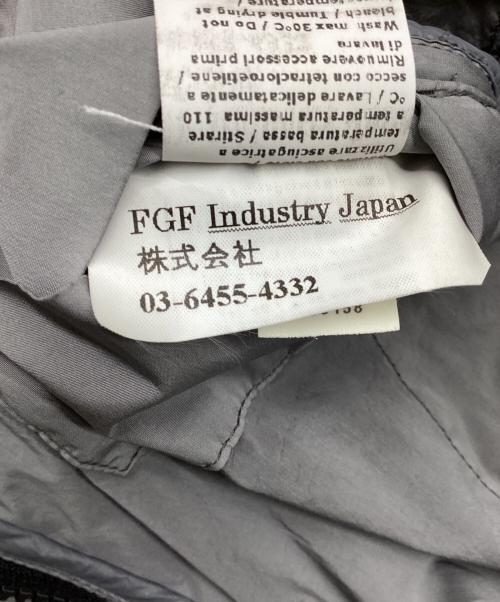 Utilizzare asciugatrice a
temperatura bassa / Stirare
a temperatura massima 110
°C / Lavare delicatamente a
secco con tetracloroetilene /
Rimuovere accessori prima
di lavare
Wash max 30°C / Do not
bleach / Tumble drying at
temperature
FGF Industry Japan
株式会社
03-6455-4332